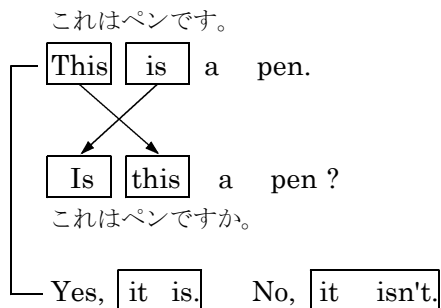 これはペンです。
This is a pen.
Is this a pen ?
これはペンですか。
Yes, it is. No, it isn't.